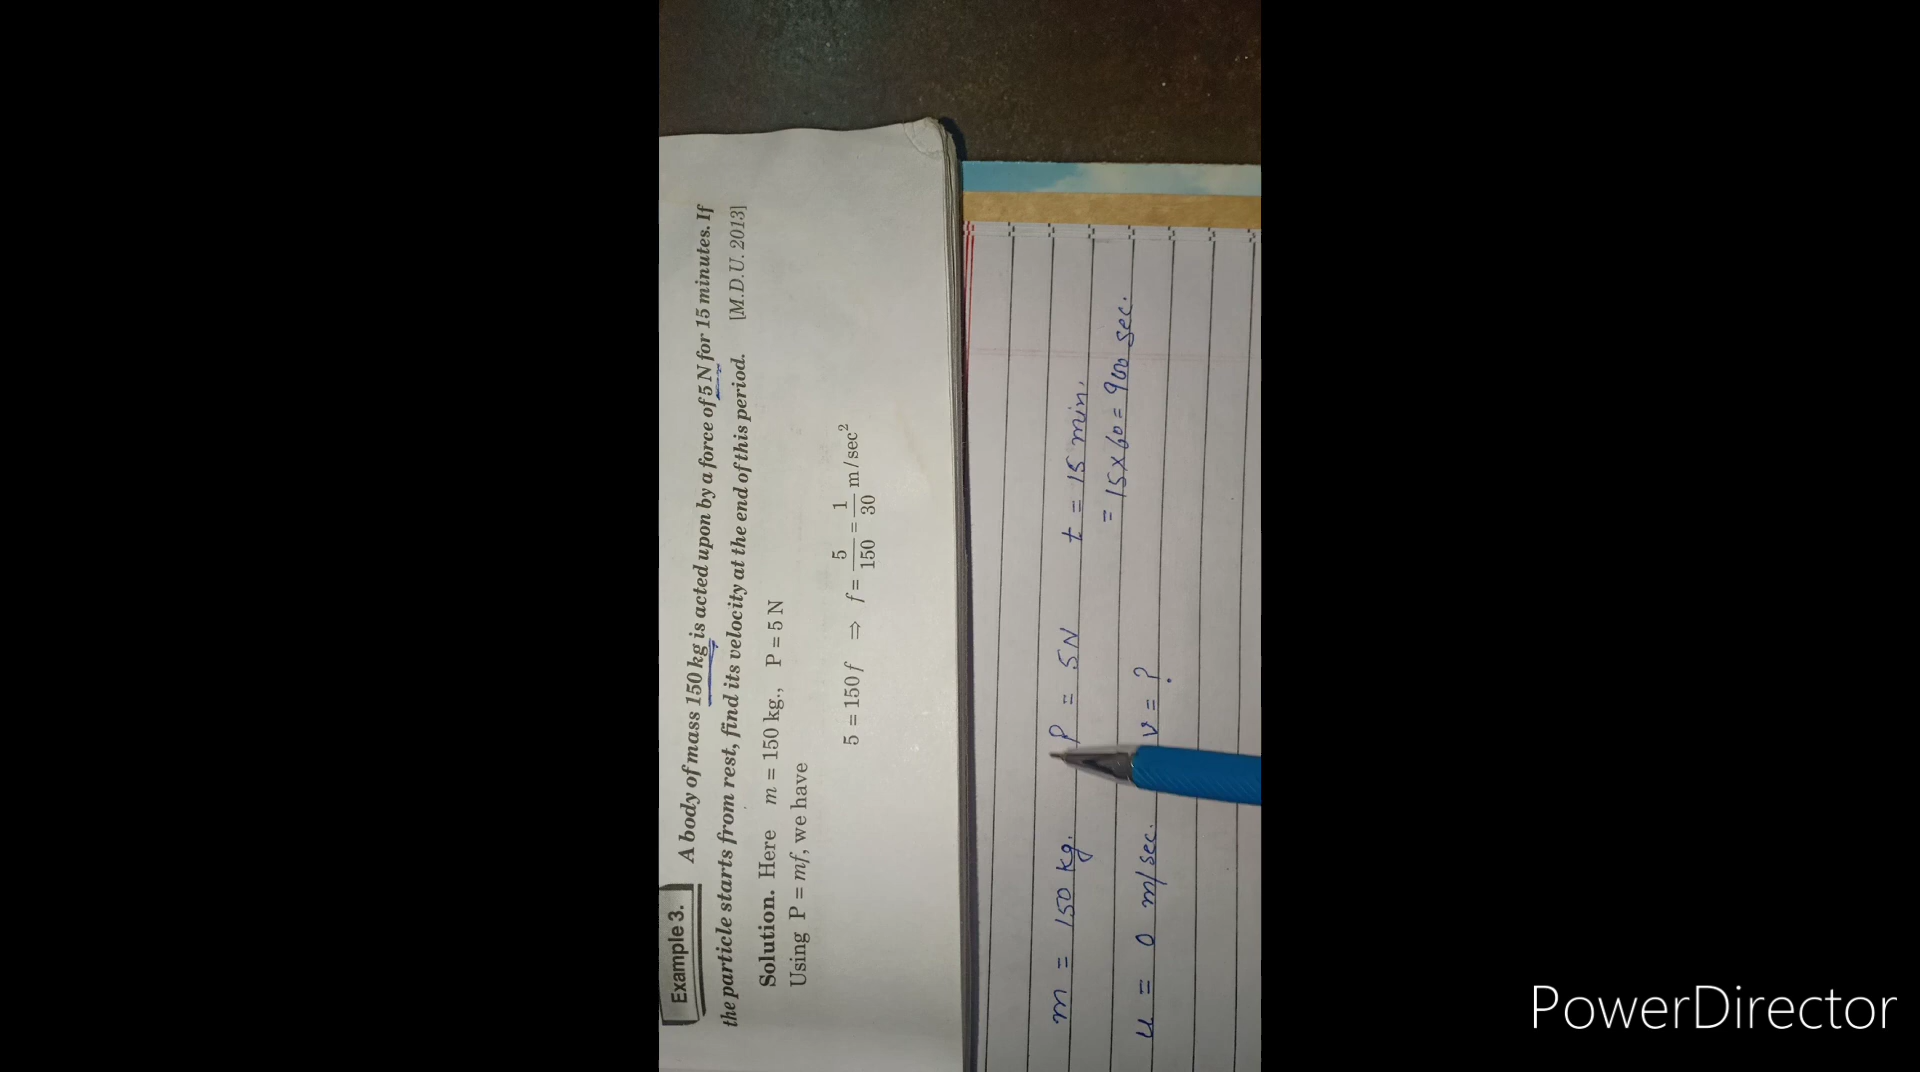 Example 3. A body of mass 150 kg is acted upon by a force of 5 N for 15 minutes. If
the particle starts from rest, find its velocity at the end of this period. [M.D.U. 2013]
Solution. Here m = 150 kg., P = 5 N
Using P = mf, we have
5 = 150 f ⇒ f = 5/150 = 1/30 m/sec²
m = 150 kg. P = 5N t = 15 min.
= 15×60 = 900 sec.
u = 0 m/sec. v = ?
PowerDirector